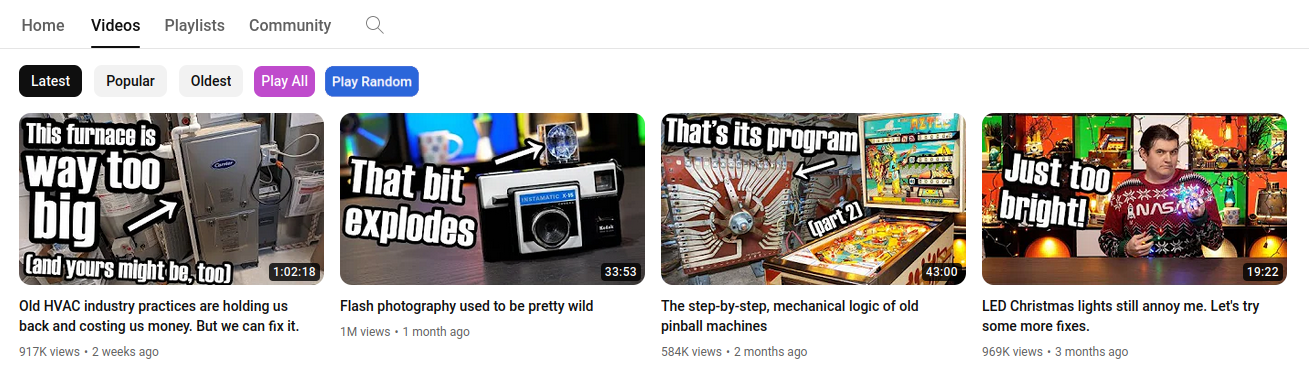 Home Videos Playlists Community
Latest Popular Oldest Play All Play Random
This furnace is
way too
big
(and yours might be, too)
Carrier
1:02:18
That bit
explodes
INSTAMATIC X-15
Kodak
33:53
That's its program
(part 2)
AZTEC
43:00
Just too
bright!
NAS
19:22
Old HVAC industry practices are holding us
back and costing us money. But we can fix it.
917K views • 2 weeks ago
Flash photography used to be pretty wild
1M views • 1 month ago
The step-by-step, mechanical logic of old
pinball machines
584K views • 2 months ago
LED Christmas lights still annoy me. Let's try
some more fixes.
969K views • 3 months ago